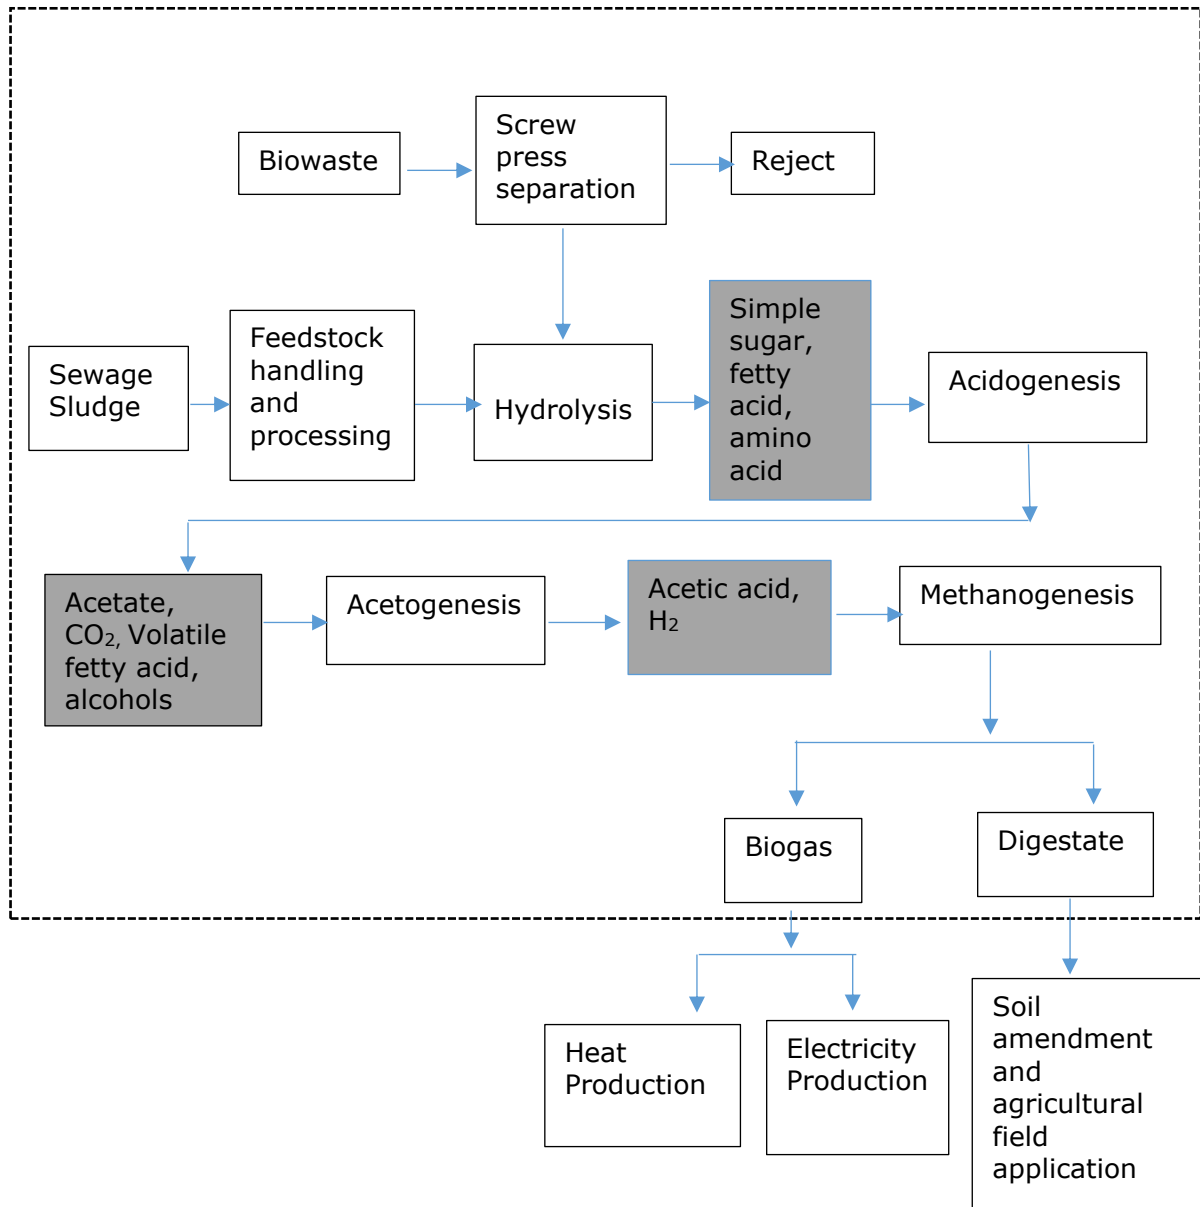 Biowaste
Screw
press
separation
Reject
Sewage
Sludge
Feedstock
handling
and
processing
Hydrolysis
Simple
sugar,
fetty
acid,
amino
acid
Acidogenesis
Acetate,
CO₂, Volatile
fetty acid,
alcohols
Acetogenesis
Acetic acid,
H₂
Methanogenesis
Biogas
Digestate
Heat
Production
Electricity
Production
Soil
amendment
and
agricultural
field
application